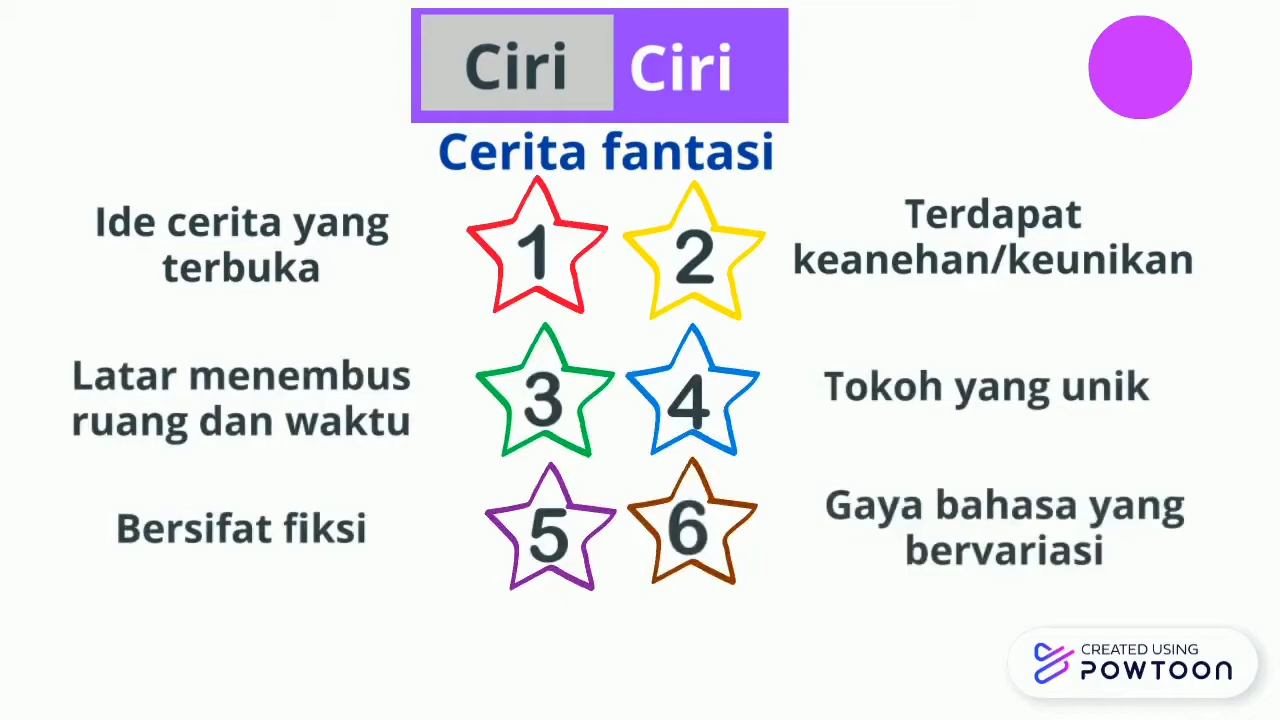 Ciri Ciri
Cerita fantasi
Ide cerita yang
terbuka
1
2
Terdapat
keanehan/keunikan
Latar menembus
ruang dan waktu
3
4
Tokoh yang unik
Bersifat fiksi
5
6
Gaya bahasa yang
bervariasi
CREATED USING
POWTOON